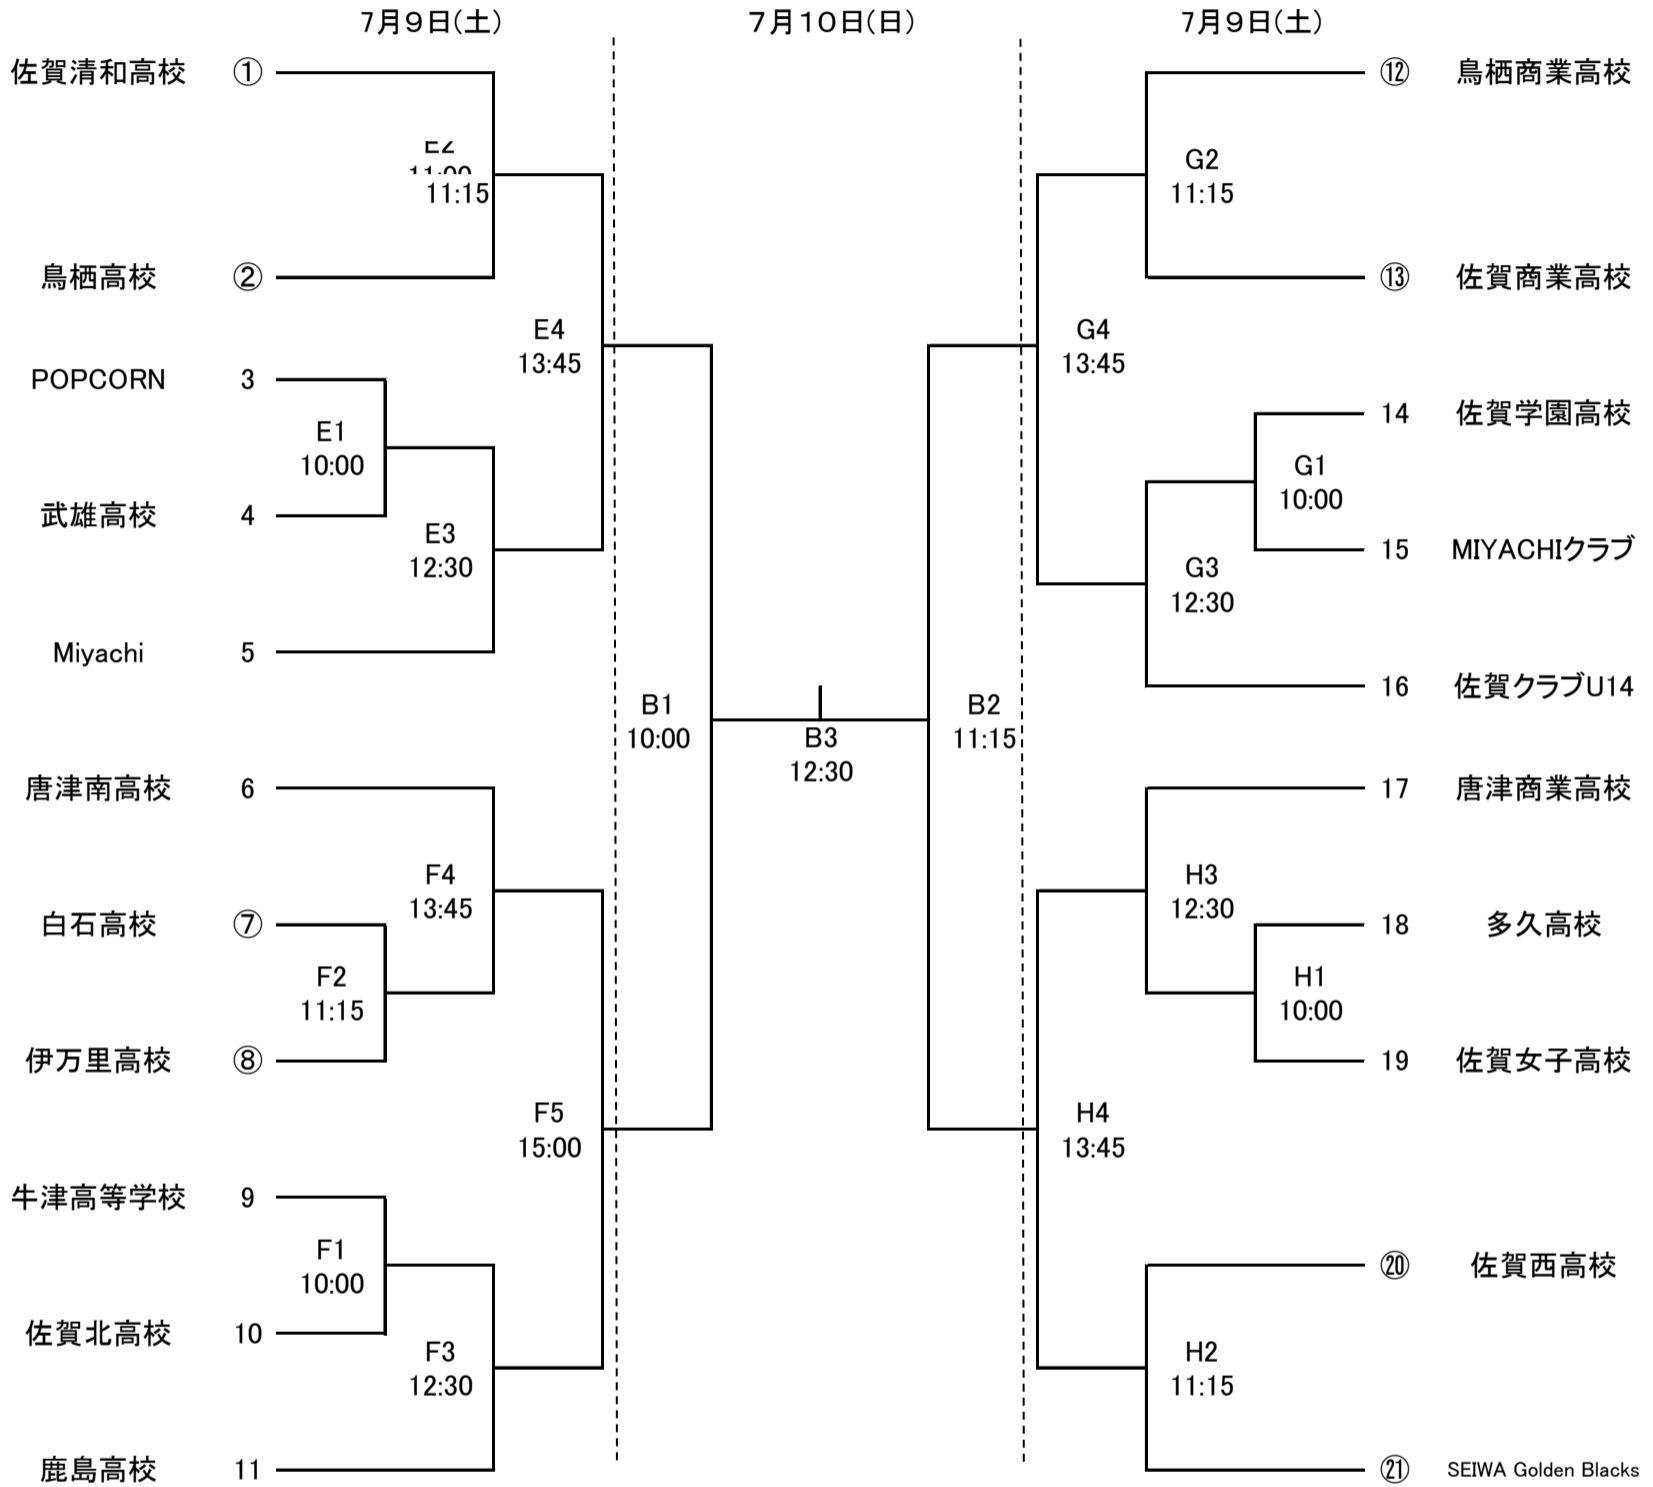 7月9日(土)
7月10日(日)
7月9日(土)
佐賀清和高校 ①
E2
11:00
11:15
鳥栖高校 ②
E4
13:45
POPCORN 3
E1
10:00
武雄高校 4
E3
12:30
Miyachi 5
B1
10:00
唐津南高校 6
F4
13:45
白石高校 ⑦
F2
11:15
伊万里高校 ⑧
F5
15:00
牛津高等学校 9
F1
10:00
佐賀北高校 10
F3
12:30
鹿島高校 11
B3
12:30
⑫ 鳥栖商業高校
G2
11:15
⑬ 佐賀商業高校
G4
13:45
14 佐賀学園高校
G1
10:00
15 MIYACHIクラブ
G3
12:30
16 佐賀クラブU14
B2
11:15
17 唐津商業高校
H3
12:30
18 多久高校
H1
10:00
19 佐賀女子高校
H4
13:45
⑳ 佐賀西高校
H2
11:15
㉑ SEIWA Golden Blacks